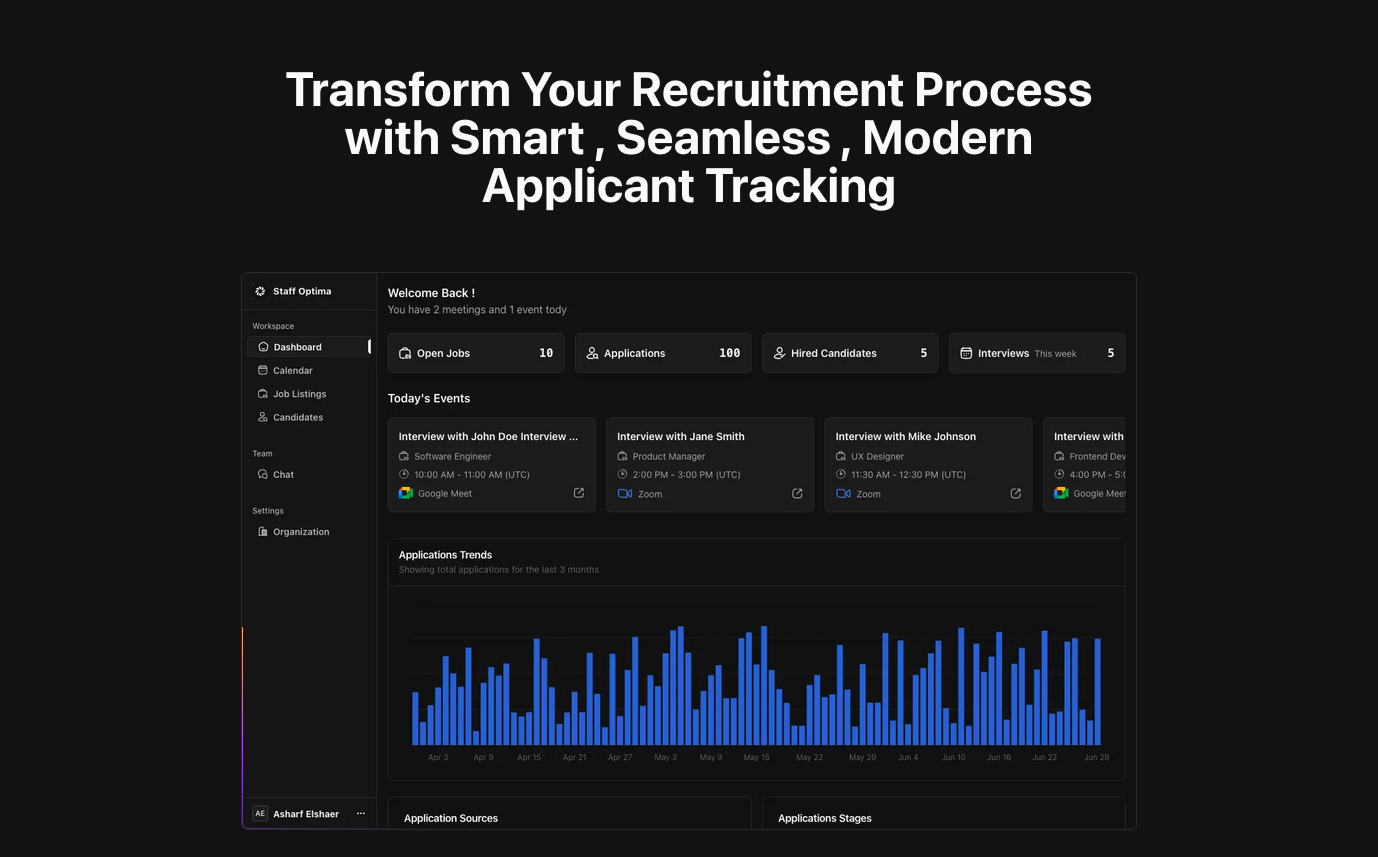 Transform Your Recruitment Process
with Smart , Seamless , Modern
Applicant Tracking
Staff Optima
Workspace
Dashboard
Calendar
Job Listings
Candidates
Team
Chat
Settings
Organization
AE Asharf Elshaer ...
Welcome Back !
You have 2 meetings and 1 event tody
Open Jobs 10
Applications 100
Hired Candidates 5
Interviews This week 5
Today's Events
Interview with John Doe Interview ...
Software Engineer
10:00 AM - 11:00 AM (UTC)
Google Meet
Interview with Jane Smith
Product Manager
2:00 PM - 3:00 PM (UTC)
Zoom
Interview with Mike Johnson
UX Designer
11:30 AM - 12:30 PM (UTC)
Zoom
Interview with
Frontend Dev
4:00 PM - 5:0
Google Meet
Applications Trends
Showing total applications for the last 3 months
Apr 3 Apr 9 Apr 15 Apr 21 Apr 27 May 3 May 9 May 15 May 22 May 29 Jun 4 Jun 10 Jun 16 Jun 22 Jun 29
Application Sources
Applications Stages